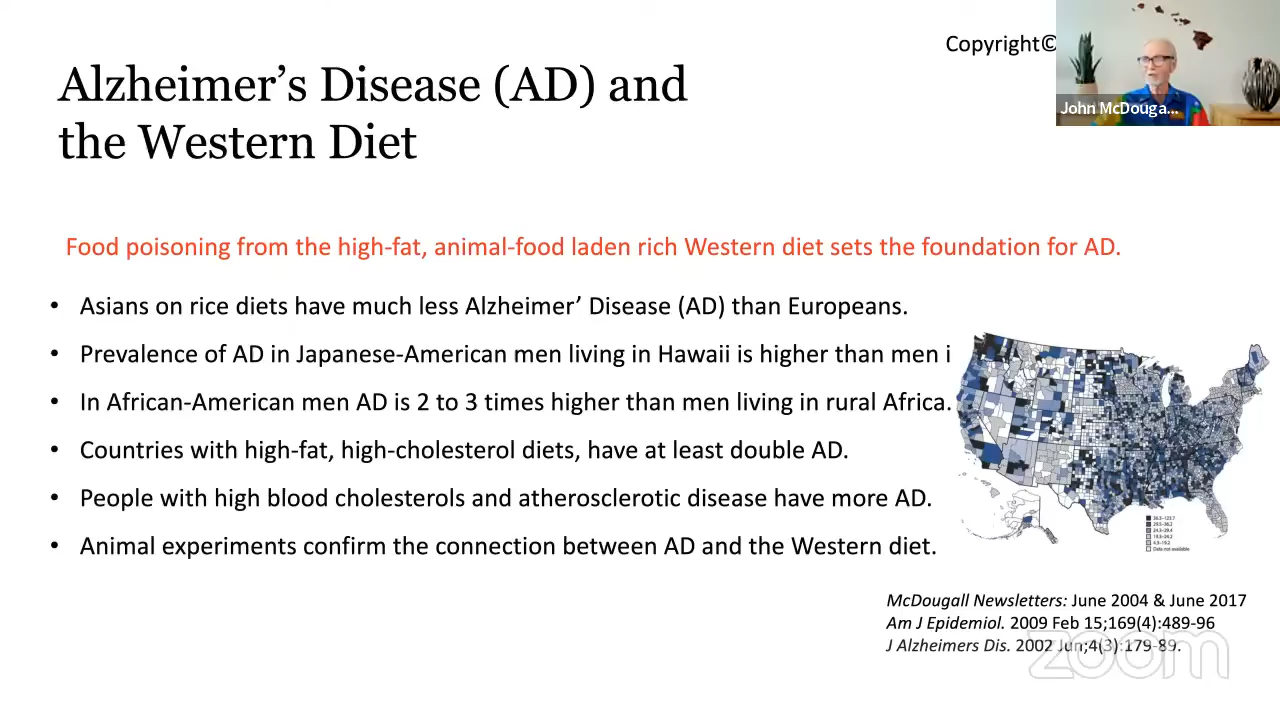 Copyright©
John McDouga...
Alzheimer’s Disease (AD) and
the Western Diet
Food poisoning from the high-fat, animal-food laden rich Western diet sets the foundation for AD.
• Asians on rice diets have much less Alzheimer’ Disease (AD) than Europeans.
• Prevalence of AD in Japanese-American men living in Hawaii is higher than men i
• In African-American men AD is 2 to 3 times higher than men living in rural Africa.
• Countries with high-fat, high-cholesterol diets, have at least double AD.
• People with high blood cholesterols and atherosclerotic disease have more AD.
• Animal experiments confirm the connection between AD and the Western diet.
Data not available
McDougall Newsletters: June 2004 & June 2017
Am J Epidemiol. 2009 Feb 15;169(4):489-96
J Alzheimers Dis. 2002 Jun;4(3):179-89.
zoom